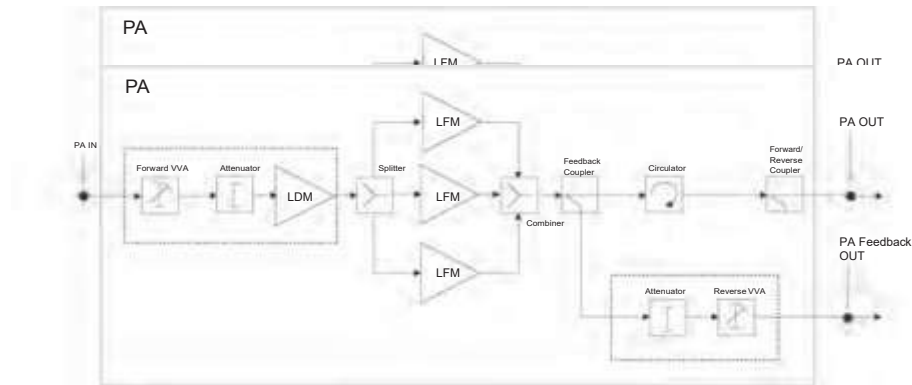 PA
LFM
PA OUT
PA
LFM
PA OUT
PA IN
Forward VVA
Attenuator
LDM
Splitter
LFM
Combiner
Feedback
Coupler
Circulator
Forward/
Reverse
Coupler
LFM
PA Feedback
OUT
Attenuator
Reverse VVA